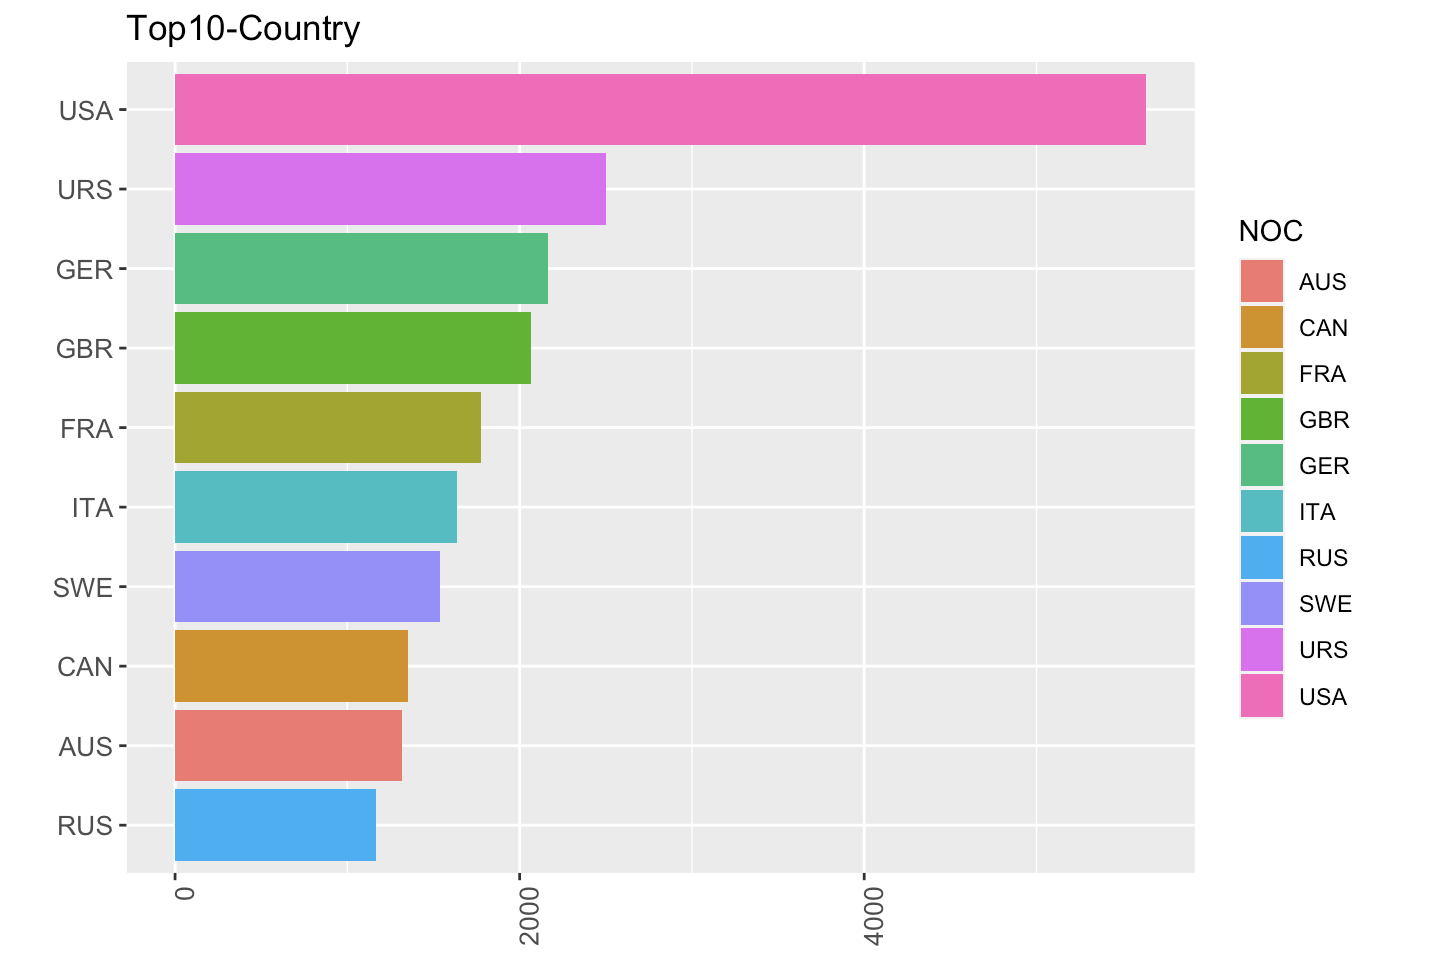 Top10-Country
USA
URS
GER
GBR
FRA
ITA
SWE
CAN
AUS
RUS
0
2000
4000
NOC
AUS
CAN
FRA
GBR
GER
ITA
RUS
SWE
URS
USA